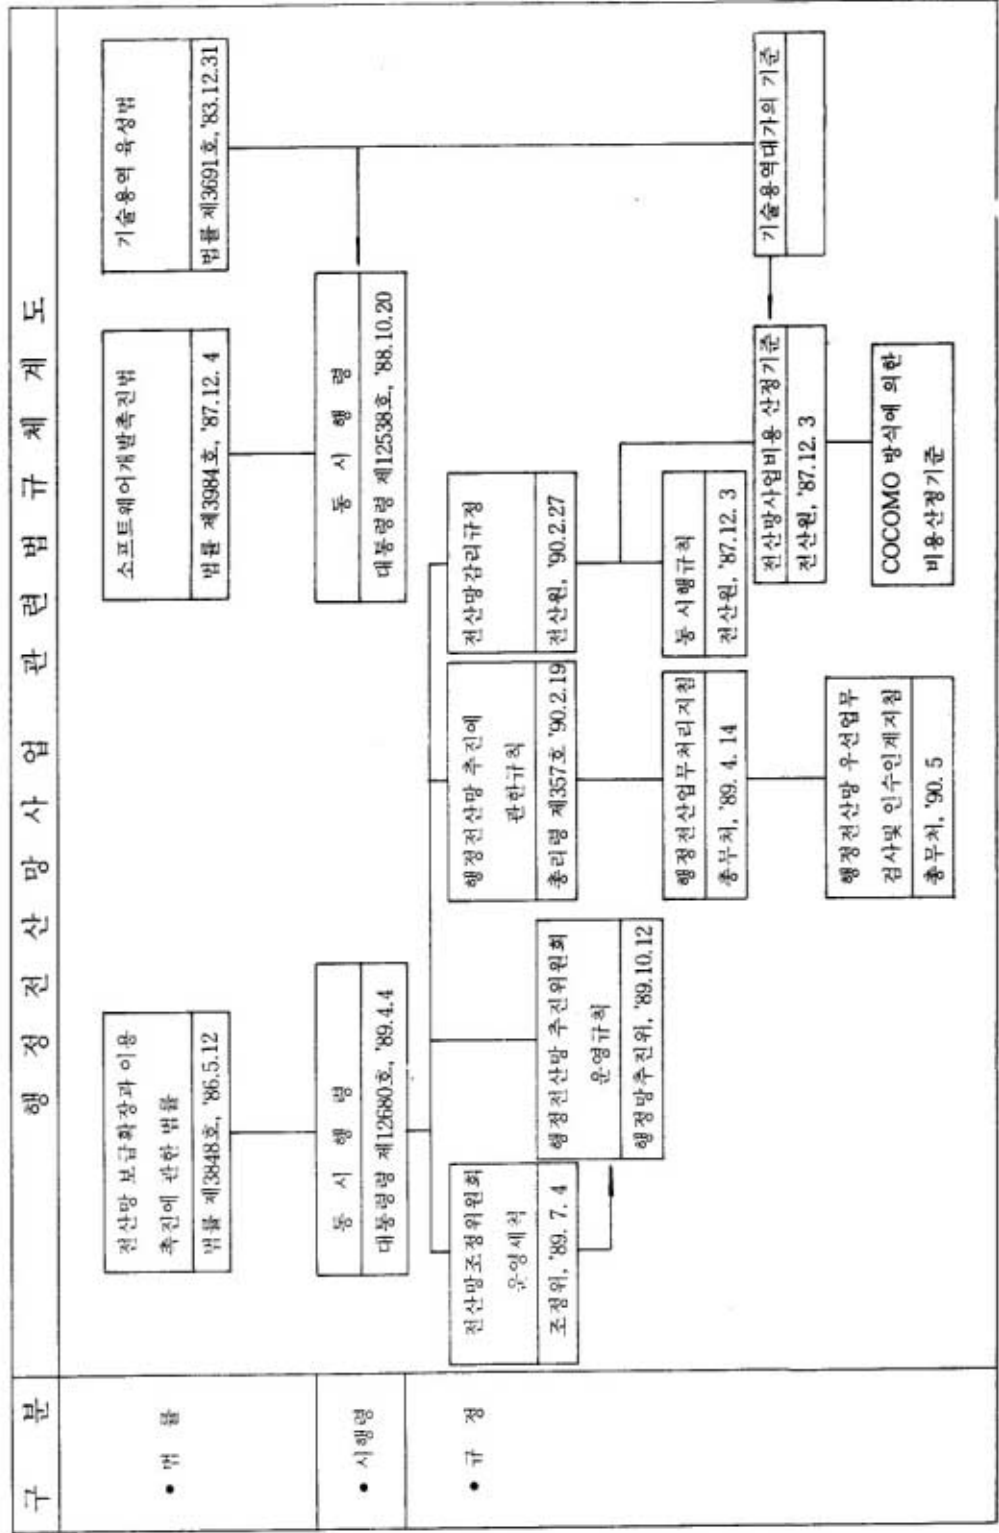 구 분
행 정 전 산 망 사 업 관 련 법 규 체 계 도
• 법 률
전산망 보급확장과 이용
촉진에 관한 법률
법률 제3848호, '86.5.12
소프트웨어개발촉진법
법률 제3984호, '87.12. 4
기술용역 육성법
법률 제3691호, '83.12.31
• 시행령
동 시 행 령
대통령령 제12680호, '89.4.4
동 시 행 령
대통령령 제12538호, '88.10.20
• 규 정
전산망조정위원회
운영세칙
조정위, '89. 7. 4
행정전산망 추진위원회
운영규칙
행정망추진위, '89.10.12
행정전산망 추진에
관한규칙
총리령 제357호 '90.2.19
전산망감리규정
전산원, '90.2.27
행정전산업무처리지침
총무처, '89. 4. 14
동 시행규칙
전산원, '87.12. 3
전산망사업비용 산정기준
전산원, '87.12. 3
기술용역대가의 기준
행정전산망 우선업무
검사및 인수인계지침
총무처, '90. 5
COCOMO 방식에 의한
비용산정기준